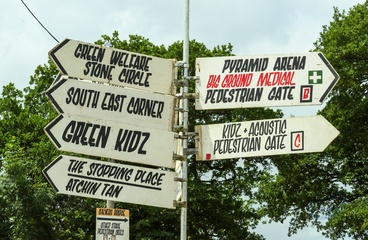 GREEN WELFARE
STONE CIRCLE
SOUTH EAST CORNER
GREEN KIDZ
THE STOPPING PLACE
ATCHIN TAN
PYRAMID ARENA
BIG GROUND MEDICAL
PEDESTRIAN GATE D
KIDZ + ACOUSTIC
PEDESTRIAN GATE C